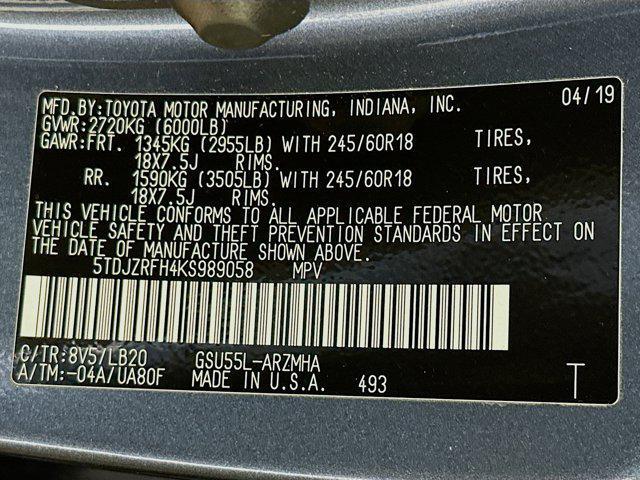 MFD.BY:TOYOTA MOTOR MANUFACTURING, INDIANA, INC. 04/19
GVWR:2720KG (6000LB)
GAWR:FRT. 1345KG (2955LB) WITH 245/60R18 TIRES,
18X7.5J RIMS.
RR. 1590KG (3505LB) WITH 245/60R18 TIRES,
18X7.5J RIMS.
THIS VEHICLE CONFORMS TO ALL APPLICABLE FEDERAL MOTOR
VEHICLE SAFETY AND THEFT PREVENTION STANDARDS IN EFFECT ON
THE DATE OF MANUFACTURE SHOWN ABOVE.
5TDJZRFH4KS989058 MPV
C/TR:8V5/LB20 GSU55L-ARZMHA
A/TM:-04A/UA80F MADE IN U.S.A. 493 T